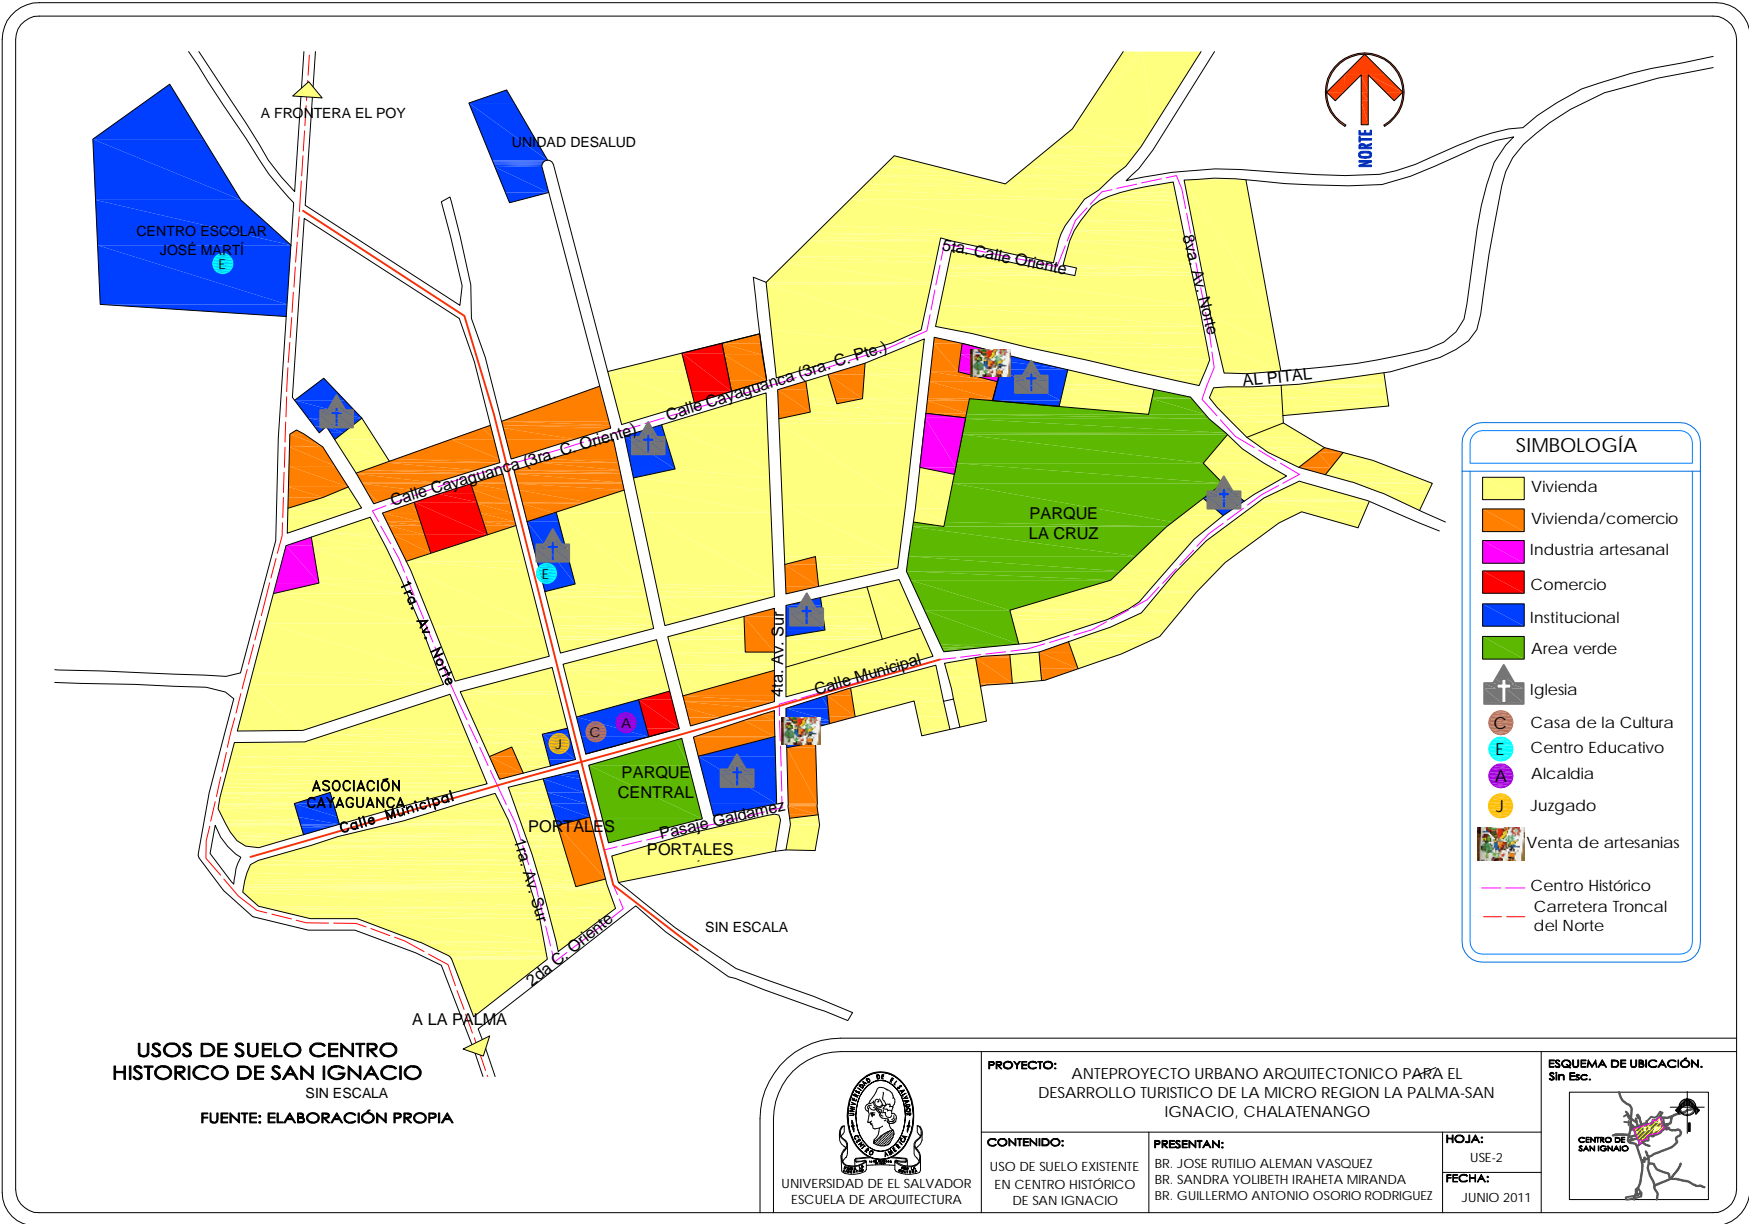 A FRONTERA EL POY
UNIDAD DESALUD
NORTE
CENTRO ESCOLAR
JOSÉ MARTÍ
E
5ta. Calle Oriente
8va. Av. Norte
AL PITAL
Calle Cayaguanca (3ra. C. Pte.)
Calle Cayaguanca (3ra. C. Oriente)
PARQUE
LA CRUZ
E
1ra. Av. Norte
4ta. Av. Sur
Calle Municipal
J
C
A
PARQUE
CENTRAL
ASOCIACIÓN
CAYAGUANCA
Calle Municipal
PORTALES
Pasaje Galdamez
PORTALES
1ra. Av. Sur
2da C. Oriente
SIN ESCALA
A LA PALMA
SIMBOLOGÍA
Vivienda
Vivienda/comercio
Industria artesanal
Comercio
Institucional
Area verde
Iglesia
C Casa de la Cultura
E Centro Educativo
A Alcaldia
J Juzgado
Venta de artesanias
Centro Histórico
Carretera Troncal
del Norte
USOS DE SUELO CENTRO
HISTORICO DE SAN IGNACIO
SIN ESCALA
FUENTE: ELABORACIÓN PROPIA
UNIVERSIDAD DE EL SALVADOR
CENTRO AMERICA
UNIVERSIDAD DE EL SALVADOR
ESCUELA DE ARQUITECTURA
PROYECTO:
ANTEPROYECTO URBANO ARQUITECTONICO PARA EL
DESARROLLO TURISTICO DE LA MICRO REGION LA PALMA-SAN
IGNACIO, CHALATENANGO
CONTENIDO:
USO DE SUELO EXISTENTE
EN CENTRO HISTÓRICO
DE SAN IGNACIO
PRESENTAN:
BR. JOSE RUTILIO ALEMAN VASQUEZ
BR. SANDRA YOLIBETH IRAHETA MIRANDA
BR. GUILLERMO ANTONIO OSORIO RODRIGUEZ
HOJA:
USE-2
FECHA:
JUNIO 2011
ESQUEMA DE UBICACIÓN.
Sin Esc.
CENTRO DE
SAN IGNAIO